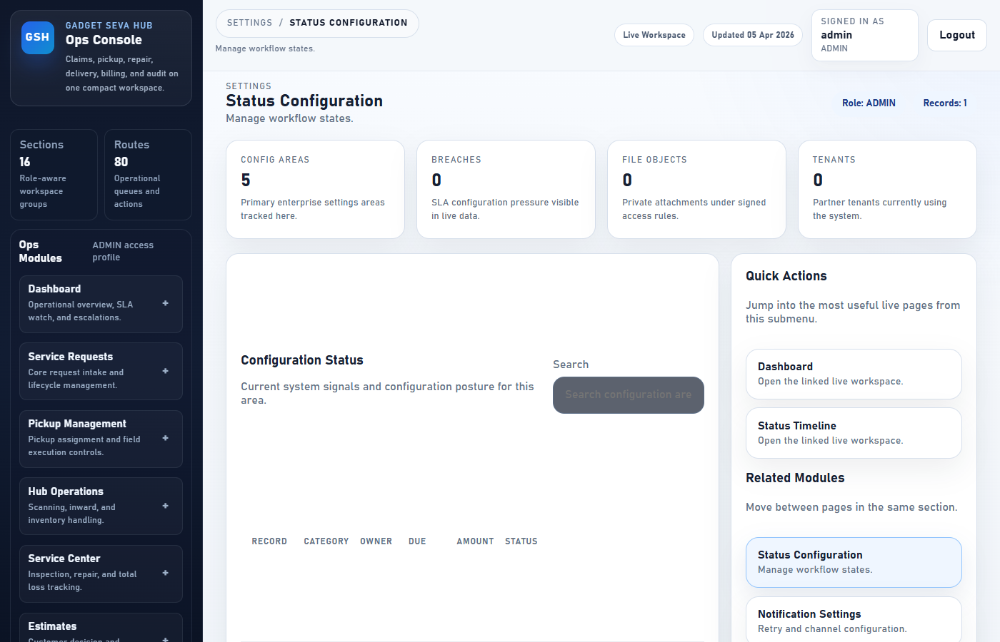 GSH
GADGET SEVA HUB
Ops Console
Claims, pickup, repair,
delivery, billing, and audit on
one compact workspace.
Sections
16
Role-aware
workspace
groups
Routes
80
Operational
queues and
actions
Ops
Modules
ADMIN access
profile
Dashboard
Operational overview, SLA
watch, and escalations.
+
Service Requests
Core request intake and
lifecycle management.
+
Pickup Management
Pickup assignment and field
execution controls.
+
Hub Operations
Scanning, inward, and
inventory handling.
+
Service Center
Inspection, repair, and total
loss tracking.
+
Estimates
Customer decision and
+
SETTINGS / STATUS CONFIGURATION
Manage workflow states.
Live Workspace
Updated 05 Apr 2026
SIGNED IN AS
admin
ADMIN
Logout
SETTINGS
Status Configuration
Manage workflow states.
Role: ADMIN
Records: 1
CONFIG AREAS
5
Primary enterprise settings areas
tracked here.
BREACHES
0
SLA configuration pressure visible
in live data.
FILE OBJECTS
0
Private attachments under signed
access rules.
TENANTS
0
Partner tenants currently using
the system.
Configuration Status
Current system signals and configuration posture for this
area.
Search
Search configuration are
RECORD CATEGORY OWNER DUE AMOUNT STATUS
Quick Actions
Jump into the most useful live pages from
this submenu.
Dashboard
Open the linked live workspace.
Status Timeline
Open the linked live workspace.
Related Modules
Move between pages in the same section.
Status Configuration
Manage workflow states.
Notification Settings
Retry and channel configuration.